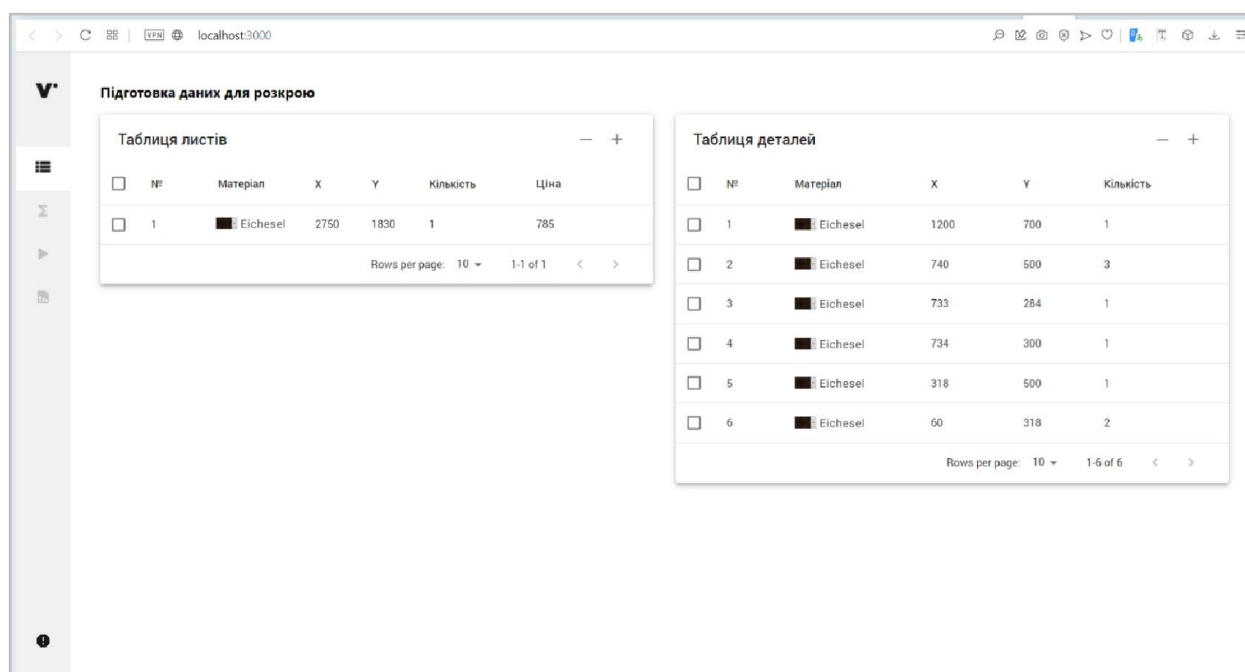 VPN localhost:3000
V
Підготовка даних для розкрою
Таблиця листів — +
№ Матеріал X Y Кількість Ціна
1 Eichesel 2750 1830 1 785
Rows per page: 10 1-1 of 1 < >
Таблиця деталей — +
№ Матеріал X Y Кількість
1 Eichesel 1200 700 1
2 Eichesel 740 500 3
3 Eichesel 733 284 1
4 Eichesel 734 300 1
5 Eichesel 318 500 1
6 Eichesel 60 318 2
Rows per page: 10 1-6 of 6 < >